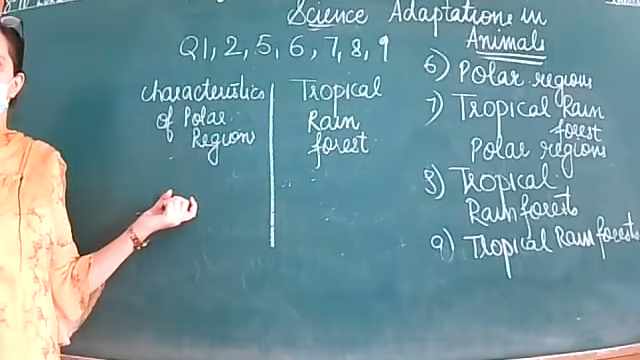 Science Adaptations in
Animals
Q1, 2, 5, 6, 7, 8, 9
Characteristics
of Polar
Region
Tropical
Rain
forest
6) Polar regions
7) Tropical Rain
forest
Polar regions
8) Tropical
Rainforests
9) Tropical Rainforests